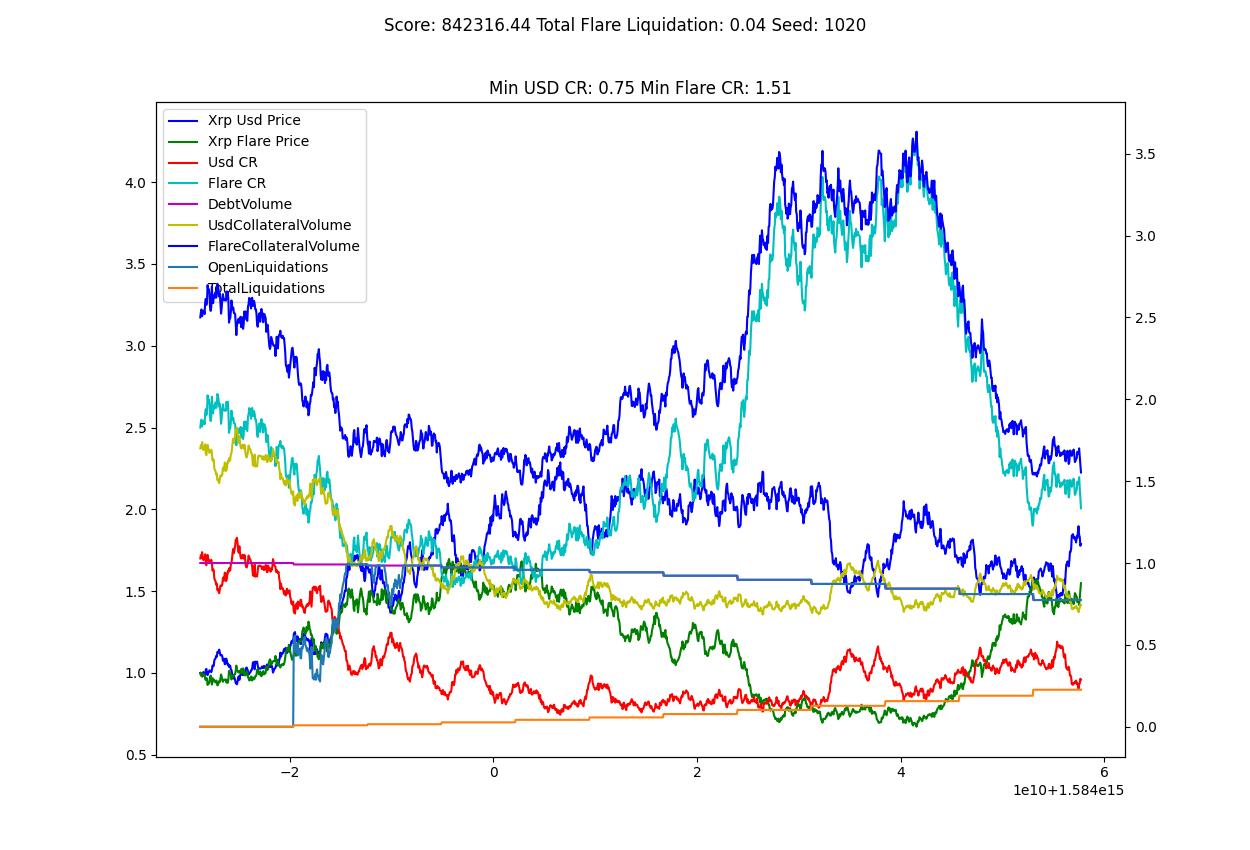 Score: 842316.44 Total Flare Liquidation: 0.04 Seed: 1020
Min USD CR: 0.75 Min Flare CR: 1.51
Xrp Usd Price
Xrp Flare Price
Usd CR
Flare CR
DebtVolume
UsdCollateralVolume
FlareCollateralVolume
OpenLiquidations
TotalLiquidations
4.0
3.5
3.0
2.5
2.0
1.5
1.0
0.5
3.5
3.0
2.5
2.0
1.5
1.0
0.5
0.0
−2 0 2 4 6
1e10+1.584e15